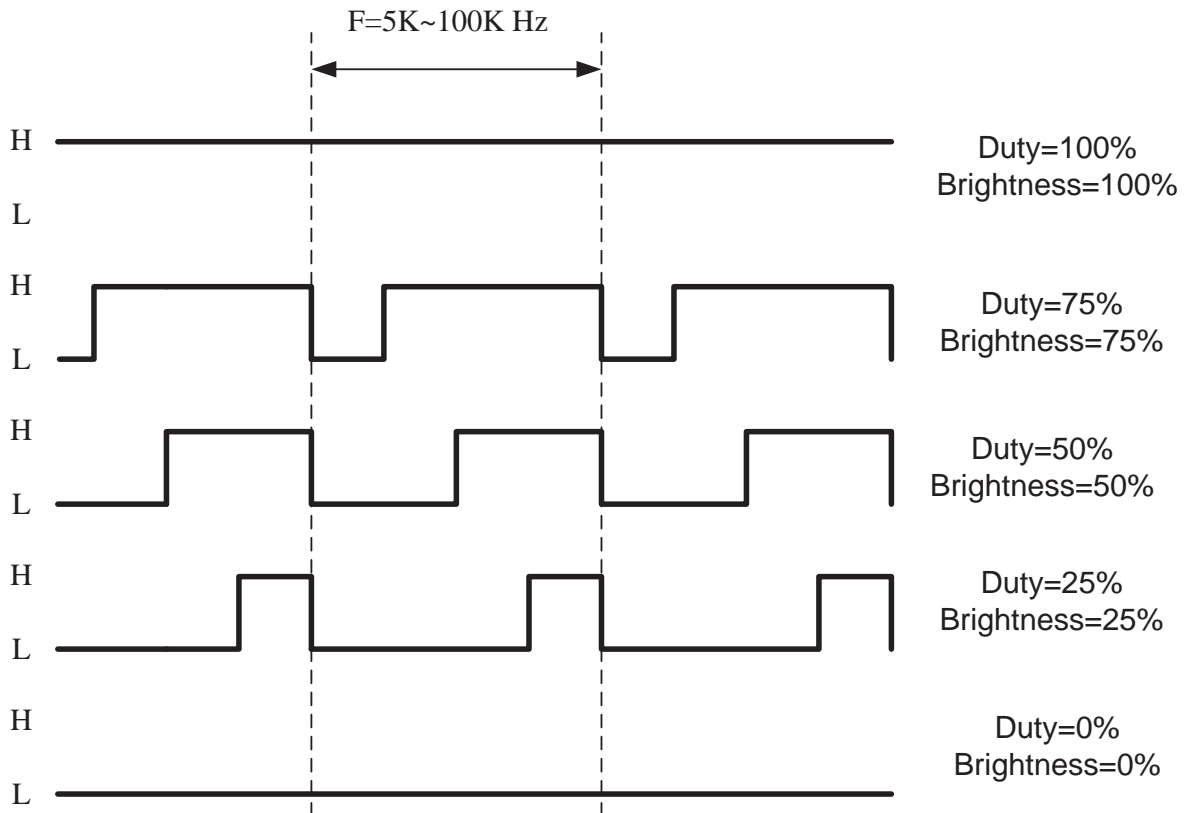 F=5K~100K Hz
H
L
Duty=100%
Brightness=100%
H
L
Duty=75%
Brightness=75%
H
L
Duty=50%
Brightness=50%
H
L
Duty=25%
Brightness=25%
H
L
Duty=0%
Brightness=0%